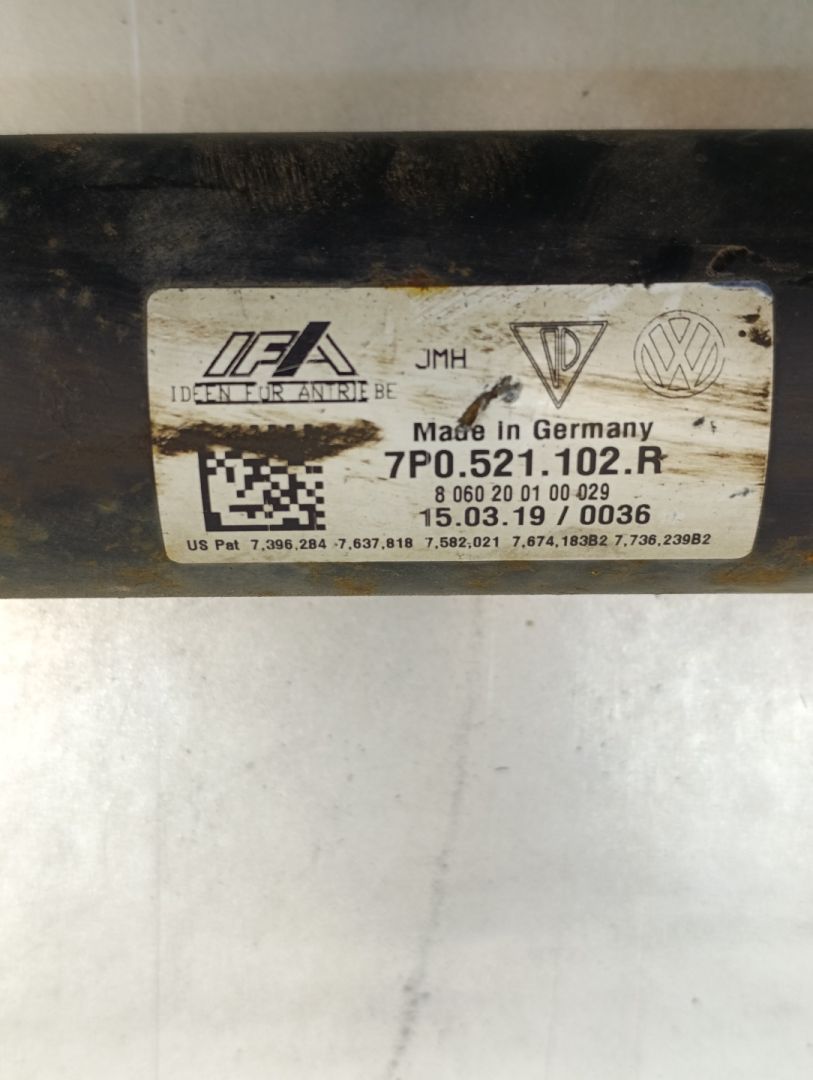 IFA JMH
IDEEN FÜR ANTRIEBE
Made in Germany
7P0.521.102.R
8 060 20 01 00 029
15.03.19 / 0036
US Pat 7,396,284 7,637,818 7,582,021 7,674,183B2 7,736,239B2